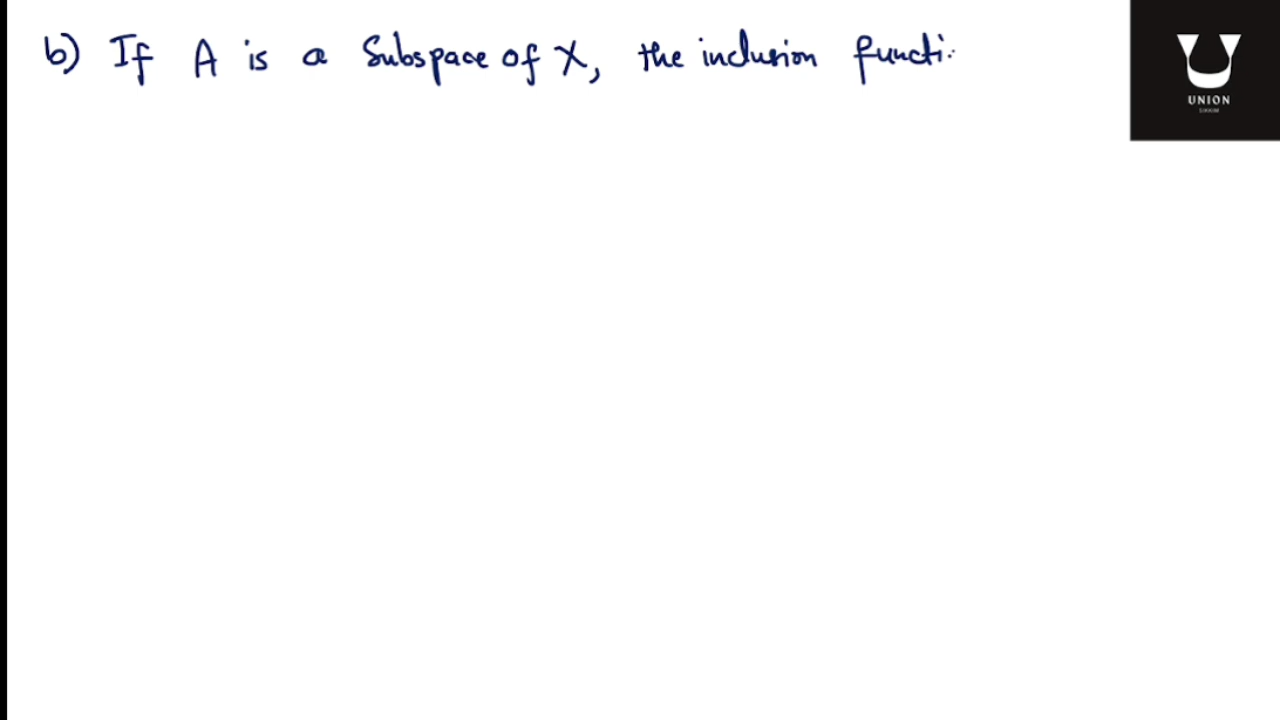 b) If A is a Subspace of X, the inclusion functi
UNION